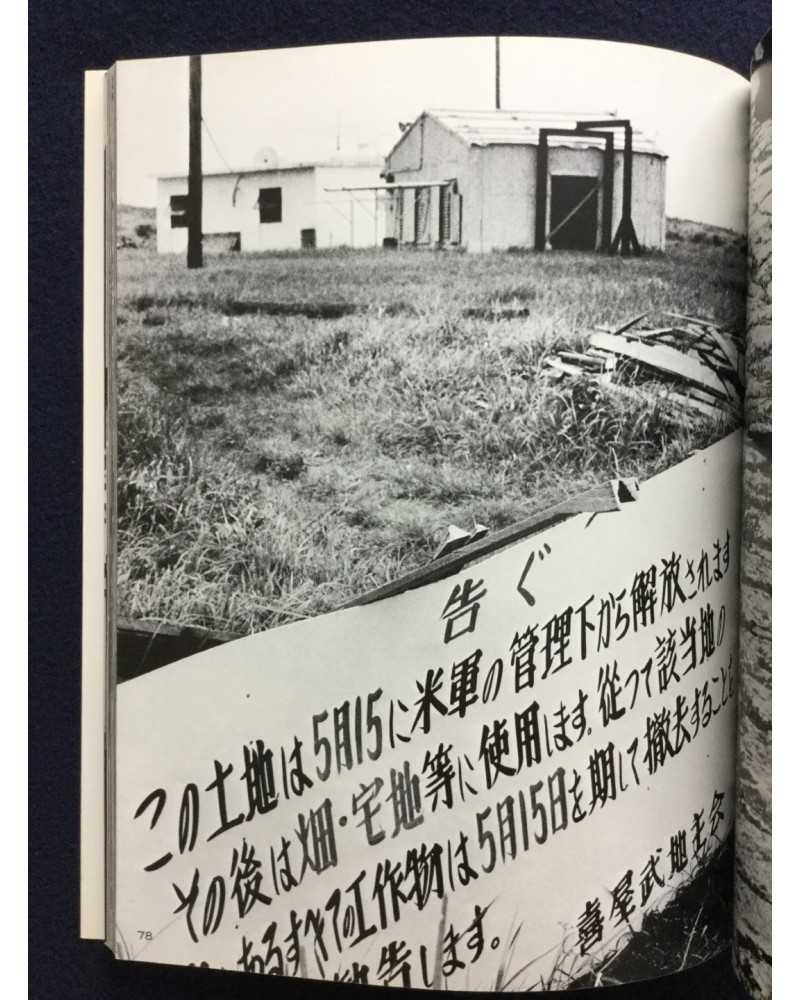 告ぐ
この土地は5月15に米軍の管理下から解放されます
その後は畑・宅地等に使用します。従って該当地の
あるすべての工作物は5月15日を期して撤去することを
告します。
喜屋武地主会
78